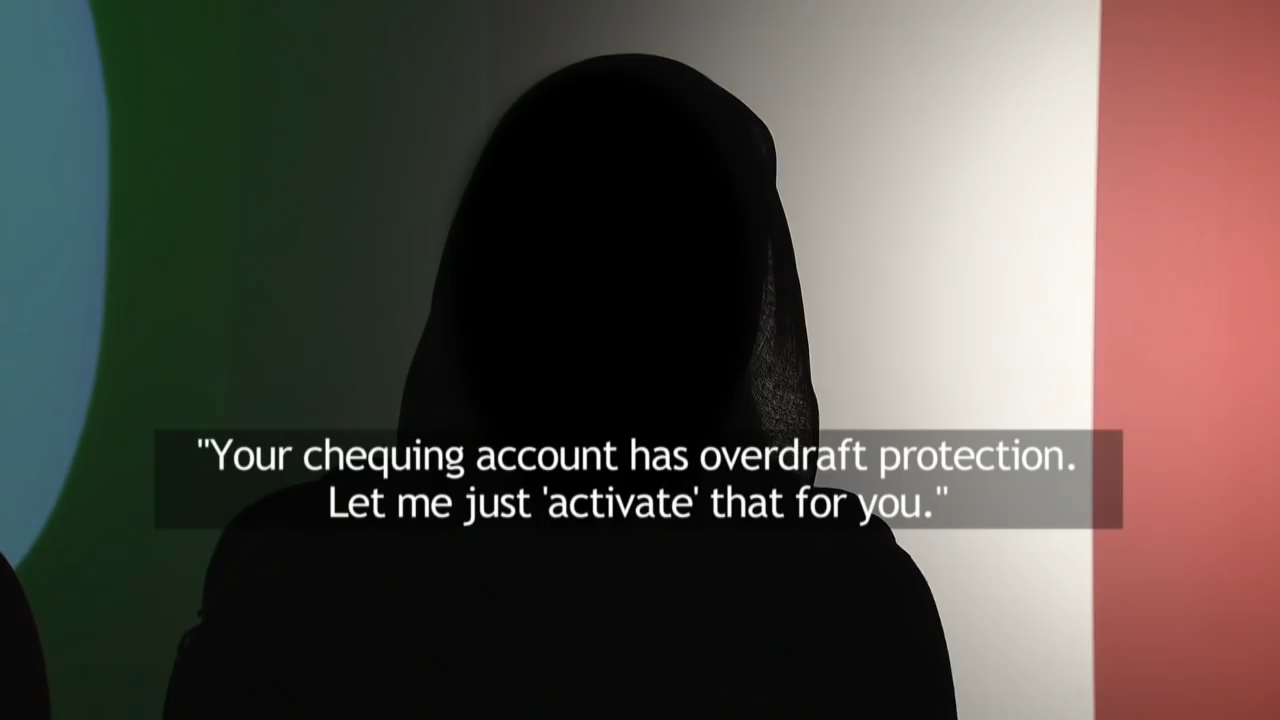 "Your chequing account has overdraft protection.
Let me just 'activate' that for you."